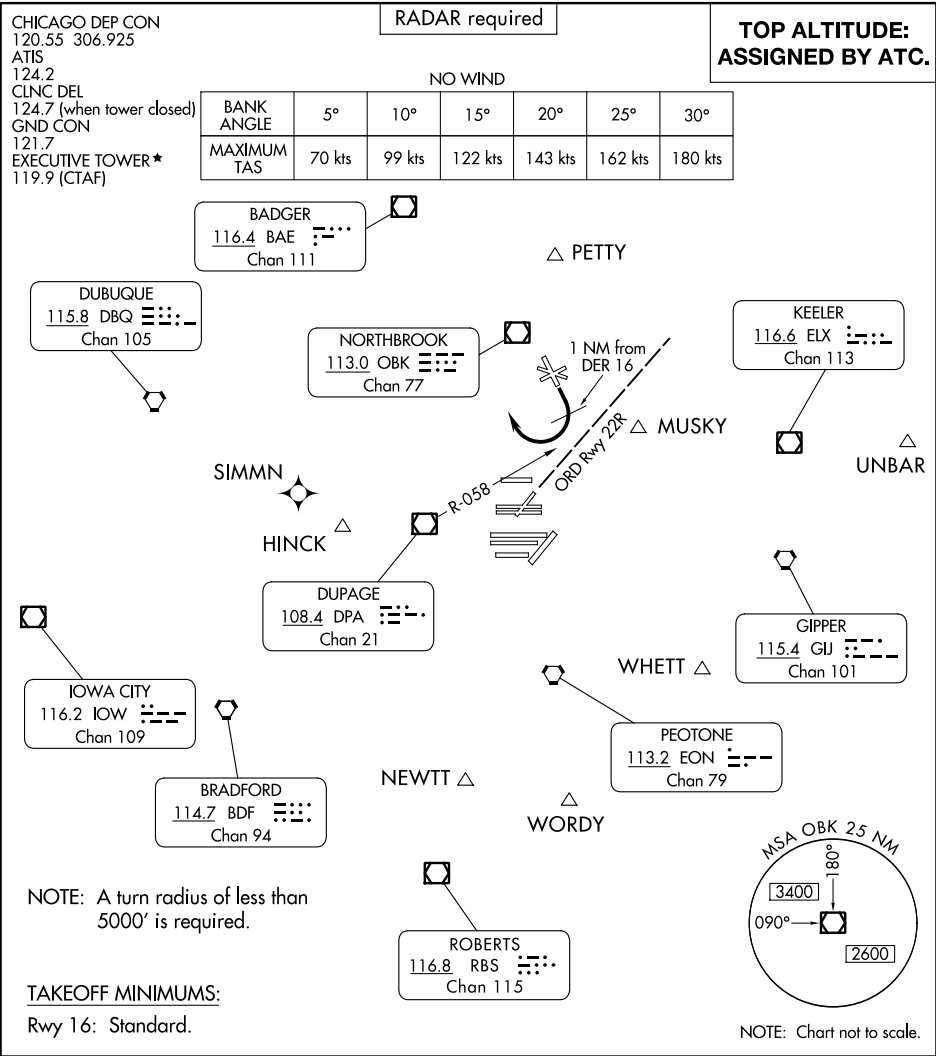 CHICAGO DEP CON
120.55 306.925
ATIS
124.2
CLNC DEL
124.7 (when tower closed)
GND CON
121.7
EXECUTIVE TOWER★
119.9 (CTAF)
RADAR required
TOP ALTITUDE:
ASSIGNED BY ATC.
NO WIND
BANK ANGLE 5° 10° 15° 20° 25° 30°
MAXIMUM TAS 70 kts 99 kts 122 kts 143 kts 162 kts 180 kts
BADGER
116.4 BAE
Chan 111
PETTY
DUBUQUE
115.8 DBQ
Chan 105
NORTHBROOK
113.0 OBK
Chan 77
1 NM from
DER 16
KEELER
116.6 ELX
Chan 113
MUSKY
UNBAR
ORD Rwy 22R
SIMMN
R-058
HINCK
DUPAGE
108.4 DPA
Chan 21
GIPPER
115.4 GIJ
Chan 101
WHETT
IOWA CITY
116.2 IOW
Chan 109
PEOTONE
113.2 EON
Chan 79
BRADFORD
114.7 BDF
Chan 94
NEWTT
WORDY
ROBERTS
116.8 RBS
Chan 115
MSA OBK 25 NM
180°
3400
090°
2600
NOTE: A turn radius of less than
5000' is required.
TAKEOFF MINIMUMS:
Rwy 16: Standard.
NOTE: Chart not to scale.